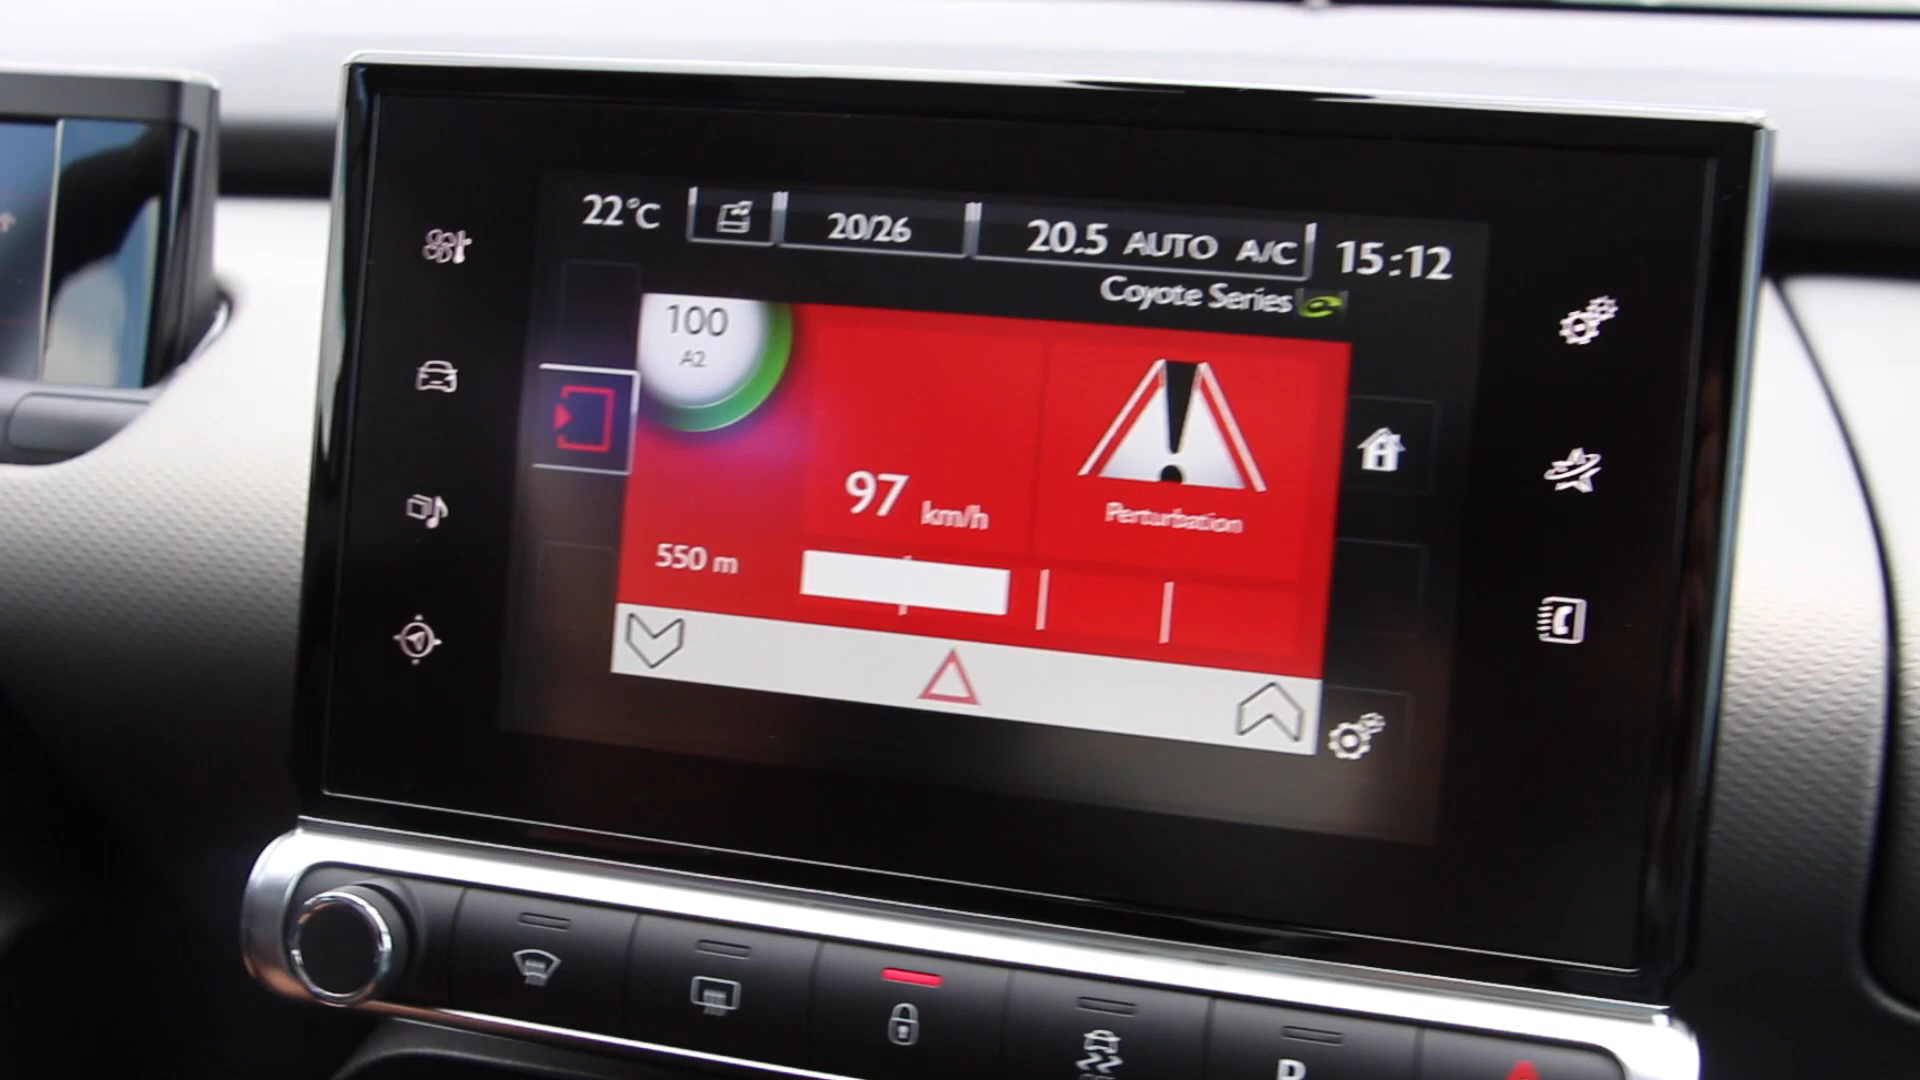 22°C 20/26 20.5 AUTO A/C 15:12
Coyote Series
100
A2
97 km/h
Perturbation
550 m
P